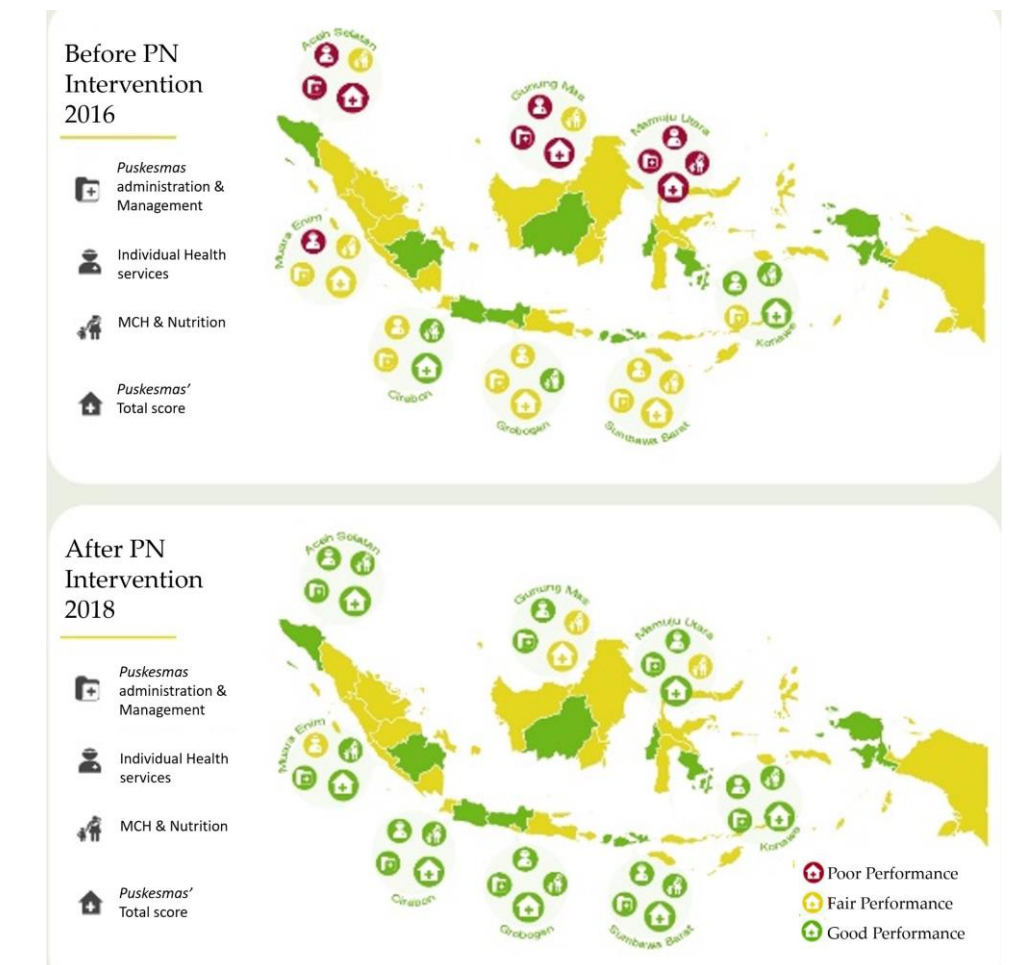 Before PN
Intervention
2016
Puskesmas
administration &
Management
Individual Health
services
MCH & Nutrition
Puskesmas’
Total score
Aceh Selatan
Gunung Mas
Mamuju Utara
Muara Enim
Cirebon
Grobogan
Sumbawa Barat
Konawe
After PN
Intervention
2018
Puskesmas
administration &
Management
Individual Health
services
MCH & Nutrition
Puskesmas’
Total score
Aceh Selatan
Gunung Mas
Mamuju Utara
Muara Enim
Cirebon
Grobogan
Sumbawa Barat
Konawe
Poor Performance
Fair Performance
Good Performance